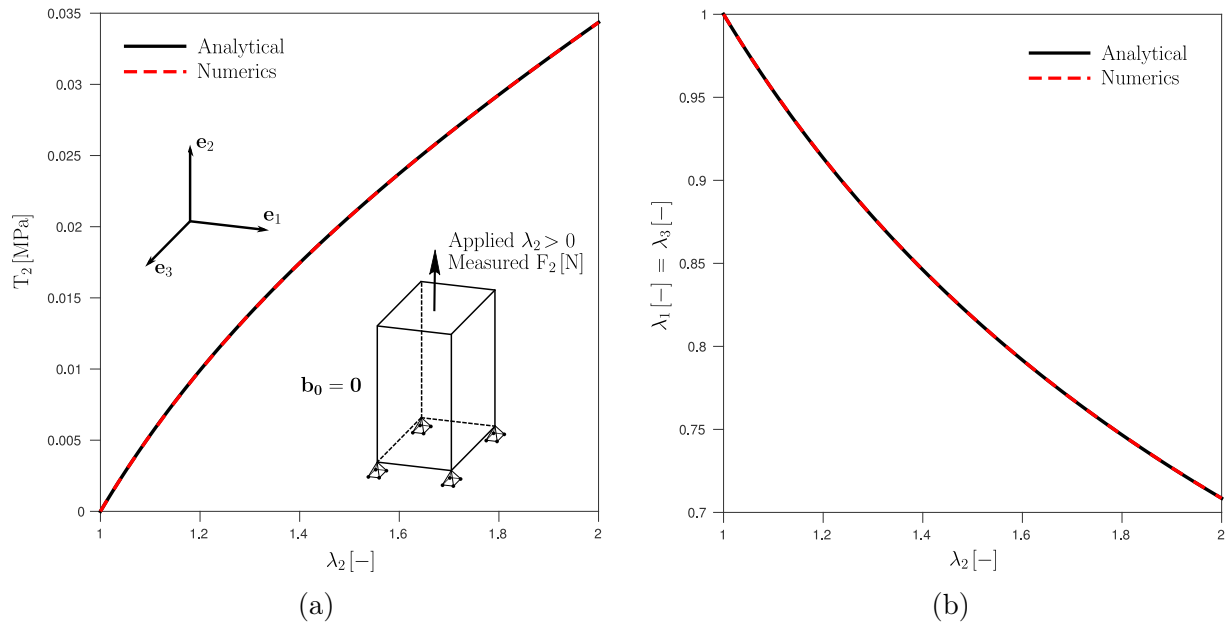 0.035
0.03
0.025
0.02
0.015
0.01
0.005
0
T₂ [MPa]
Analytical
Numerics
e₂
e₁
e₃
Applied λ₂ > 0
Measured F₂ [N]
b₀ = 0
1
1.2
1.4
1.6
1.8
2
λ₂ [−]
(a)
1
0.95
0.9
0.85
0.8
0.75
0.7
λ₁ [−] = λ₃ [−]
Analytical
Numerics
1
1.2
1.4
1.6
1.8
2
λ₂ [−]
(b)